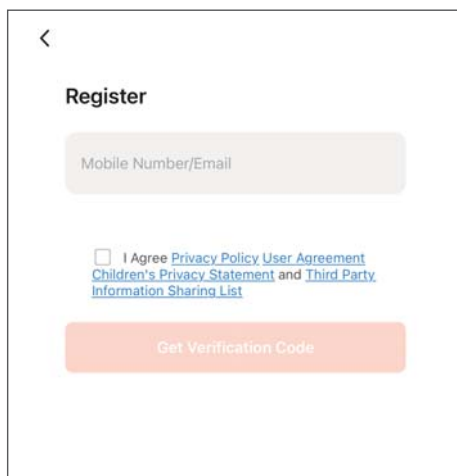 Register
Mobile Number/Email
I Agree Privacy Policy User Agreement
Children's Privacy Statement and Third Party
Information Sharing List
Get Verification Code